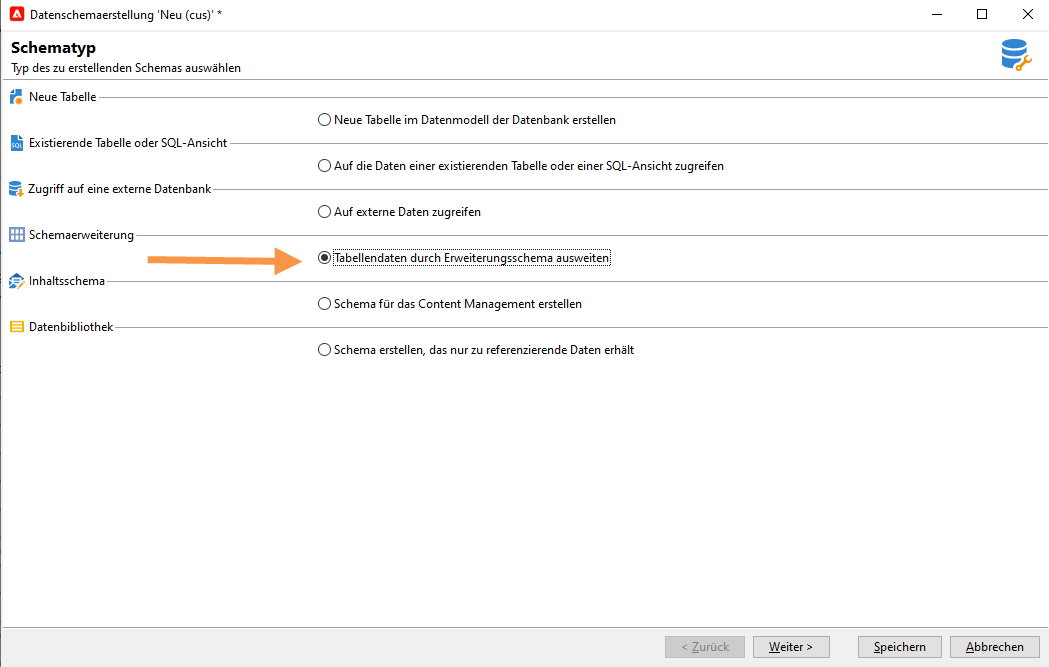 Datenschemaerstellung 'Neu (cus)' *
Schematyp
Typ des zu erstellenden Schemas auswählen
Neue Tabelle
Neue Tabelle im Datenmodell der Datenbank erstellen
Existierende Tabelle oder SQL-Ansicht
Auf die Daten einer existierenden Tabelle oder einer SQL-Ansicht zugreifen
Zugriff auf eine externe Datenbank
Auf externe Daten zugreifen
Schemaerweiterung
Tabellendaten durch Erweiterungsschema ausweiten
Inhaltsschema
Schema für das Content Management erstellen
Datenbibliothek
Schema erstellen, das nur zu referenzierende Daten erhält
< Zurück Weiter > Speichern Abbrechen